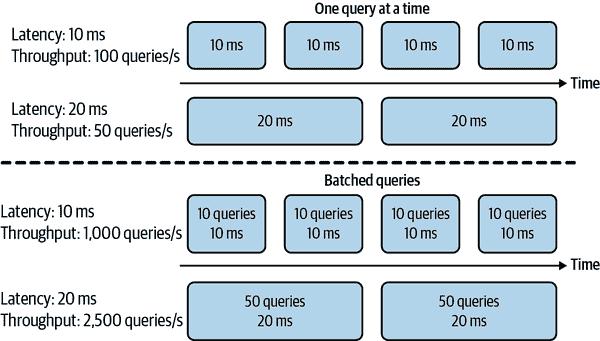 One query at a time
Latency: 10 ms
Throughput: 100 queries/s
10 ms
10 ms
10 ms
10 ms
Time
Latency: 20 ms
Throughput: 50 queries/s
20 ms
20 ms
Batched queries
Latency: 10 ms
Throughput: 1,000 queries/s
10 queries
10 ms
10 queries
10 ms
10 queries
10 ms
10 queries
10 ms
Time
Latency: 20 ms
Throughput: 2,500 queries/s
50 queries
20 ms
50 queries
20 ms